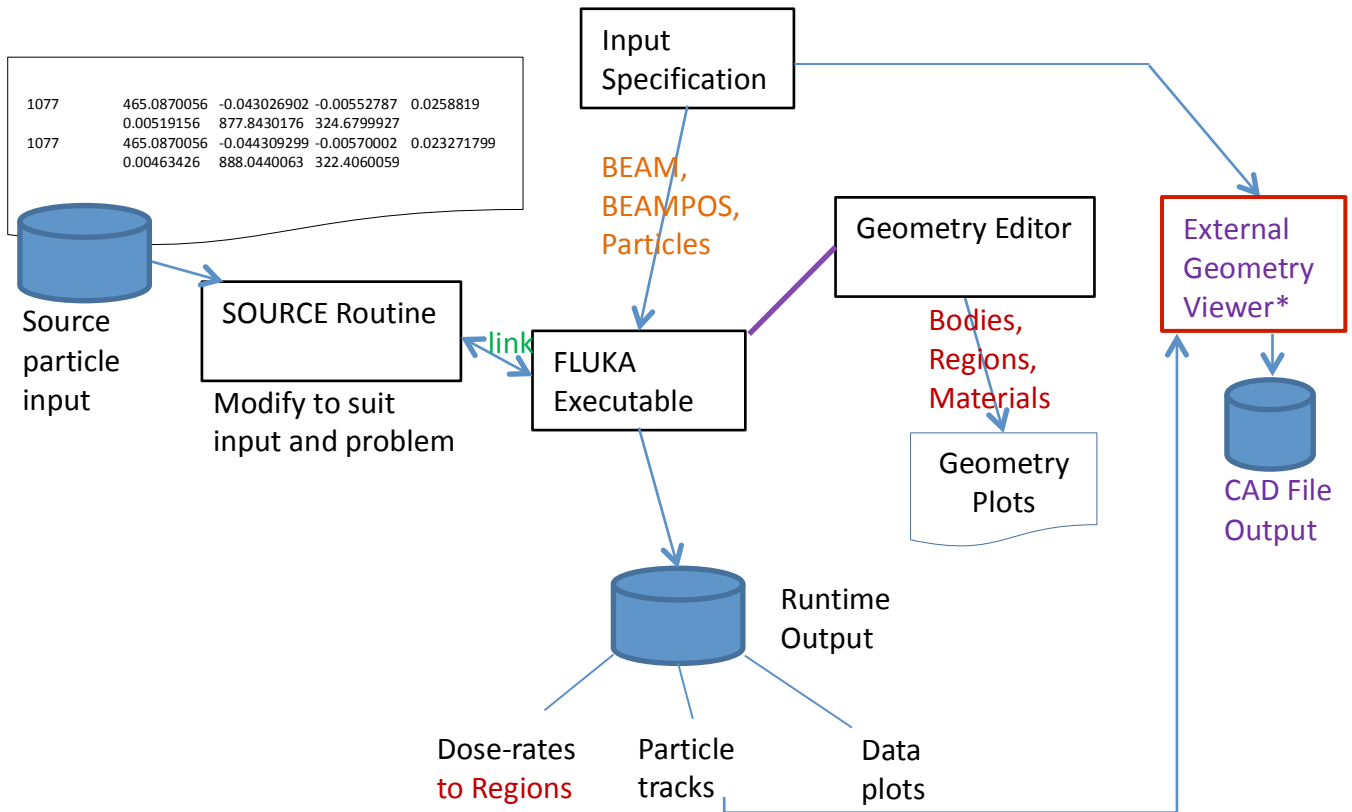 Input
Specification
1077 465.0870056 -0.043026902 -0.00552787 0.0258819
0.00519156 877.8430176 324.6799927
1077 465.0870056 -0.044309299 -0.00570002 0.023271799
0.00463426 888.0440063 322.4060059
BEAM,
BEAMPOS,
Particles
Geometry Editor
External
Geometry
Viewer*
Source
particle
input
SOURCE Routine
link
Modify to suit
input and problem
FLUKA
Executable
Bodies,
Regions,
Materials
Geometry
Plots
CAD File
Output
Runtime
Output
Dose-rates
to Regions
Particle
tracks
Data
plots